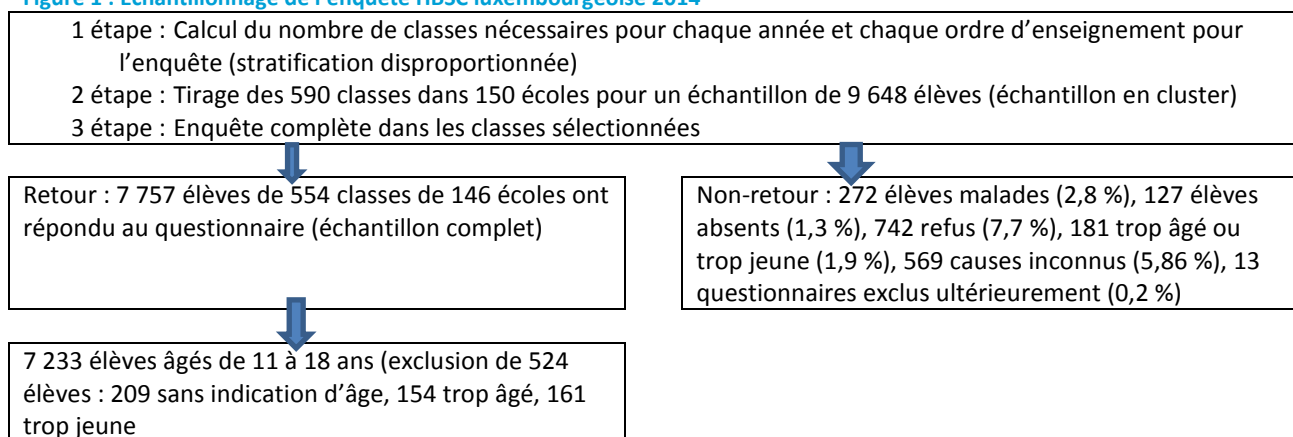 Figure 1 : Echantillonnage de l'enquête HBSC luxembourgeoise 2014
1 étape : Calcul du nombre de classes nécessaires pour chaque année et chaque ordre d'enseignement pour
l'enquête (stratification disproportionnée)
2 étape : Tirage des 590 classes dans 150 écoles pour un échantillon de 9 648 élèves (échantillon en cluster)
3 étape : Enquête complète dans les classes sélectionnées
Retour : 7 757 élèves de 554 classes de 146 écoles ont
répondu au questionnaire (échantillon complet)
Non-retour : 272 élèves malades (2,8 %), 127 élèves
absents (1,3 %), 742 refus (7,7 %), 181 trop âgé ou
trop jeune (1,9 %), 569 causes inconnus (5,86 %), 13
questionnaires exclus ultérieurement (0,2 %)
7 233 élèves âgés de 11 à 18 ans (exclusion de 524
élèves : 209 sans indication d'âge, 154 trop âgé, 161
trop jeune